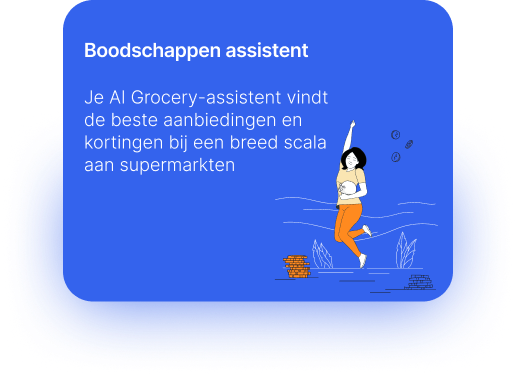 Boodschappen assistent
Je AI Grocery-assistent vindt
de beste aanbiedingen en
kortingen bij een breed scala
aan supermarkten